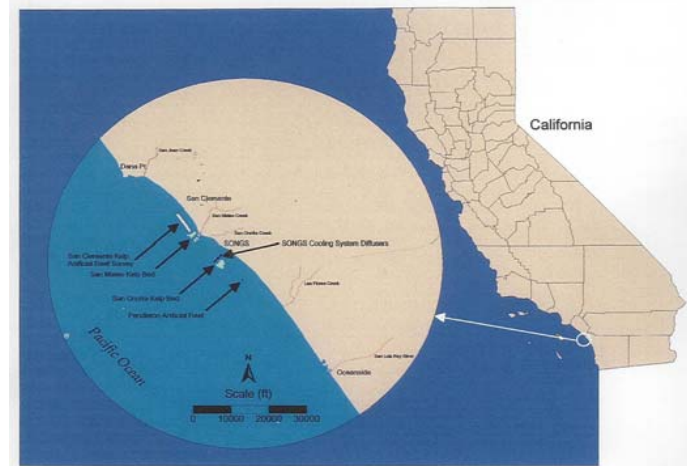 California
San Juan Creek
Dana Pt
San Clemente
San Mateo Creek
San Onofre Creek
SONGS
SONGS Cooling System Diffusers
San Clemente Kelp
Artificial Reef Survey
San Mateo Kelp Bed
San Onofre Kelp Bed
Pendleton Artificial Reef
Las Flores Creek
Pacific Ocean
N
San Luis Rey River
Oceanside
Scale (ft)
0 10000 20000 30000